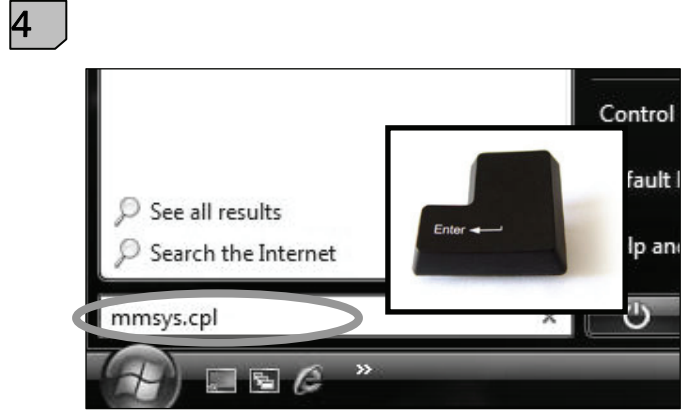 4
Control
fault
See all results
Enter
Search the Internet
lp an
mmsys.cpl